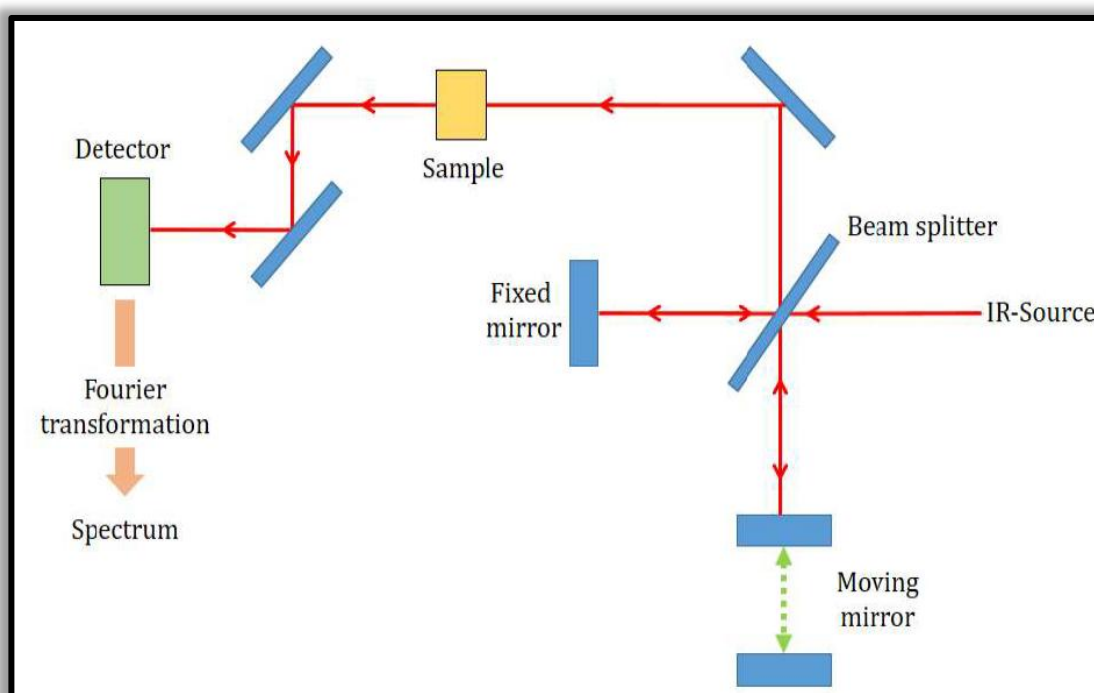 Detector
Sample
Beam splitter
Fixed
mirror
IR-Source
Fourier
transformation
Spectrum
Moving
mirror